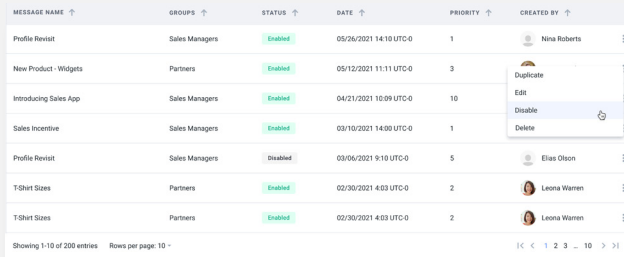 MESSAGE NAME GROUPS STATUS DATE PRIORITY CREATED BY
Profile Revisit Sales Managers Enabled 05/26/2021 14:10 UTC-0 1 Nina Roberts
New Product - Widgets Partners Enabled 05/12/2021 11:11 UTC-0 3
Duplicate
Edit
Introducing Sales App Sales Managers Enabled 04/21/2021 10:09 UTC-0 10
Disable
Sales Incentive Sales Managers Enabled 03/10/2021 14:00 UTC-0 1
Delete
Profile Revisit Sales Managers Disabled 03/06/2021 9:10 UTC-0 5 Elias Olson
T-Shirt Sizes Partners Enabled 02/30/2021 4:03 UTC-0 2 Leona Warren
T-Shirt Sizes Partners Enabled 02/30/2021 4:03 UTC-0 2 Leona Warren
Showing 1-10 of 200 entries Rows per page: 10 1 2 3 ... 10